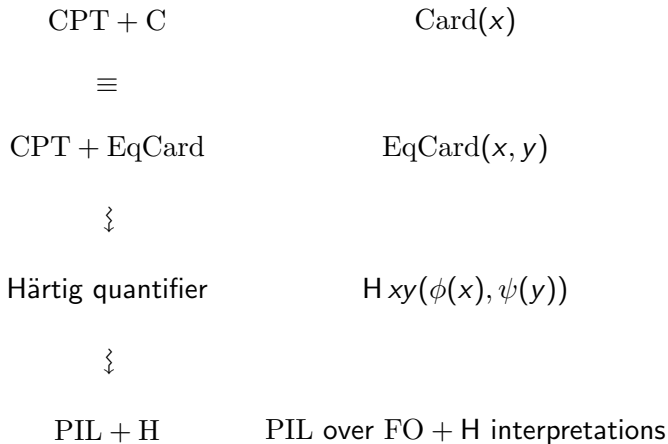 CPT + C Card(x)
≡
CPT + EqCard EqCard(x, y)
⧙
Härtig quantifier H xy(ϕ(x), ψ(y))
⧙
PIL + H PIL over FO + H interpretations